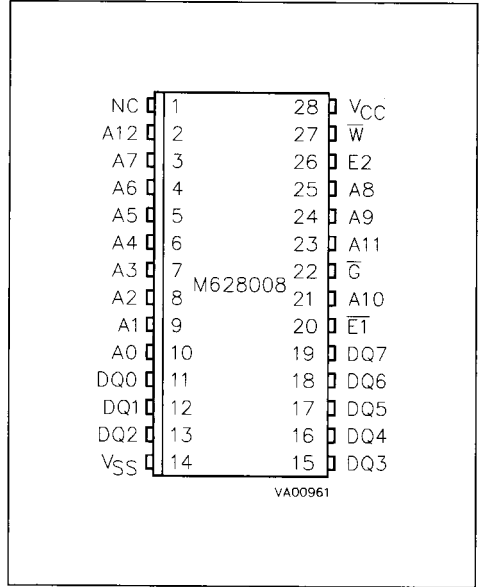 NC 1 28 VCC
A12 2 27 W̅
A7 3 26 E2
A6 4 25 A8
A5 5 24 A9
A4 6 23 A11
A3 7 22 G̅
M628008
A2 8 21 A10
A1 9 20 E̅1̅
A0 10 19 DQ7
DQ0 11 18 DQ6
DQ1 12 17 DQ5
DQ2 13 16 DQ4
VSS 14 15 DQ3
VA00961